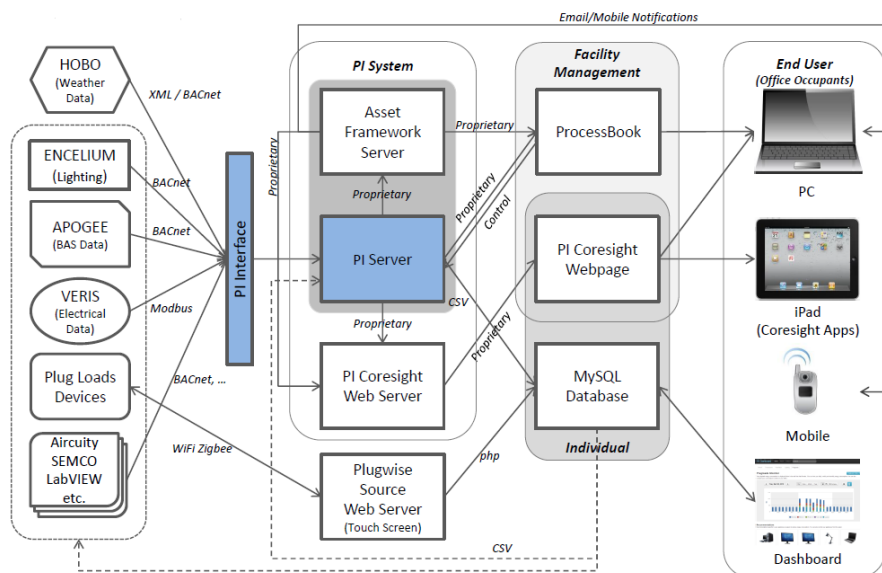 Email/Mobile Notifications
HOBO
(Weather
Data)
XML / BACnet
ENCELIUM
(Lighting)
BACnet
APOGEE
(BAS Data)
BACnet
VERIS
(Electrical
Data)
Modbus
Plug Loads
Devices
BACnet, ...
Aircuity
SEMCO
LabVIEW
etc.
WiFi Zigbee
PI Interface
PI System
Asset
Framework
Server
Proprietary
Proprietary
Proprietary
PI Server
Proprietary
Control
Proprietary
CSV
PI Coresight
Web Server
Proprietary
Plugwise
Source
Web Server
(Touch Screen)
php
CSV
Facility
Management
ProcessBook
PI Coresight
Webpage
MySQL
Database
Individual
End User
(Office Occupants)
PC
iPad
(Coresight Apps)
Mobile
Dashboard